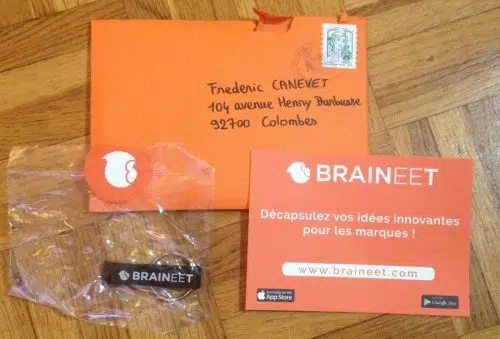 Frederic CANEVET
104 avenue Henry Barbusse
92700 Colombes
BRAINEET
Décapsulez vos idées innovantes
pour les marques !
www.braineet.com
App Store
Google play
BRAINEET